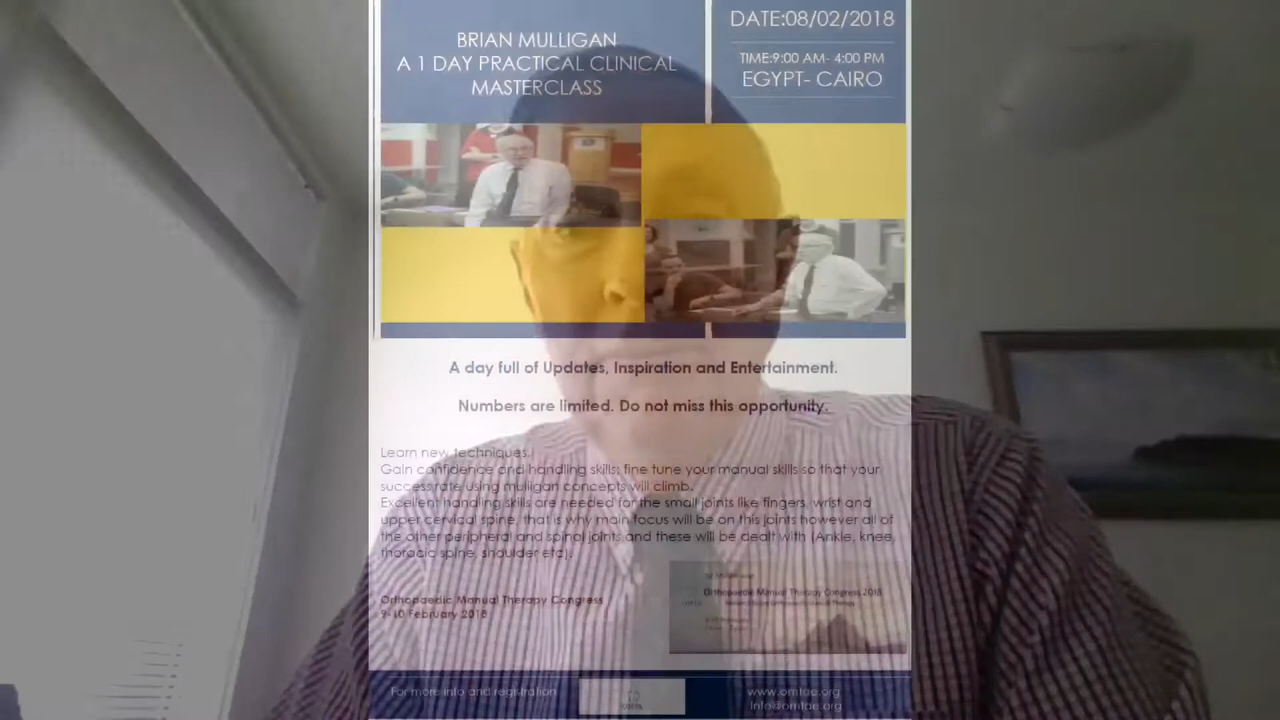 BRIAN MULLIGAN
A 1 DAY PRACTICAL CLINICAL
MASTERCLASS
DATE:08/02/2018
TIME:9:00 AM- 4:00 PM
EGYPT- CAIRO
A day full of Updates, Inspiration and Entertainment.
Numbers are limited. Do not miss this opportunity.
Learn new techniques.
Gain confidence and handling skills; fine tune your manual skills so that your
success rate using mulligan concepts will climb.
Excellent handling skills are needed for the small joints like fingers, wrist and
upper cervical spine, that is why main focus will be on this joints however all of
the other peripheral and spinal joints and these will be dealt with (Ankle, knee,
thoracic spine, shoulder etc).
Orthopaedic Manual Therapy Congress
9-10 February 2018
Orthopaedic Manual Therapy Congress 2018
For more info and registration
www.omtae.org
Info@omtae.org